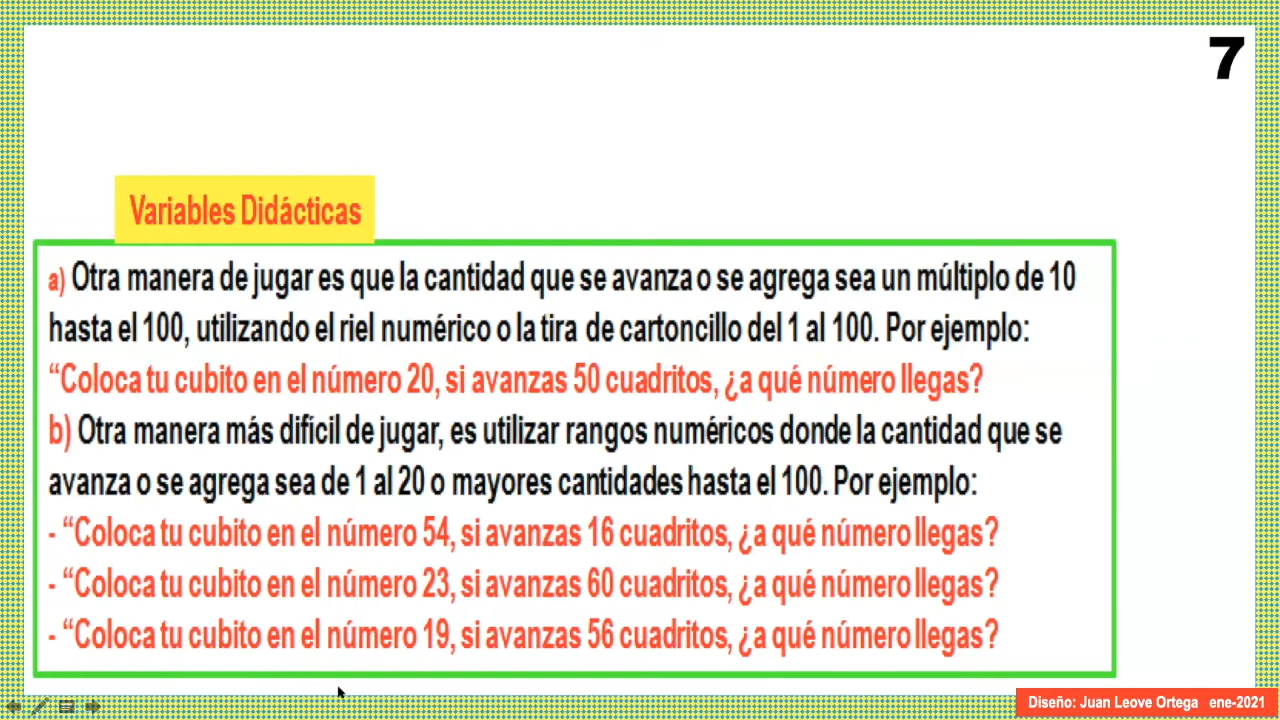 7
Variables Didácticas
a) Otra manera de jugar es que la cantidad que se avanza o se agrega sea un múltiplo de 10
hasta el 100, utilizando el riel numérico o la tira de cartoncillo del 1 al 100. Por ejemplo:
“Coloca tu cubito en el número 20, si avanzas 50 cuadritos, ¿a qué número llegas?
b) Otra manera más difícil de jugar, es utilizar rangos numéricos donde la cantidad que se
avanza o se agrega sea de 1 al 20 o mayores cantidades hasta el 100. Por ejemplo:
- “Coloca tu cubito en el número 54, si avanzas 16 cuadritos, ¿a qué número llegas?
- “Coloca tu cubito en el número 23, si avanzas 60 cuadritos, ¿a qué número llegas?
- “Coloca tu cubito en el número 19, si avanzas 56 cuadritos, ¿a qué número llegas?
Diseño: Juan Leove Ortega ene-2021